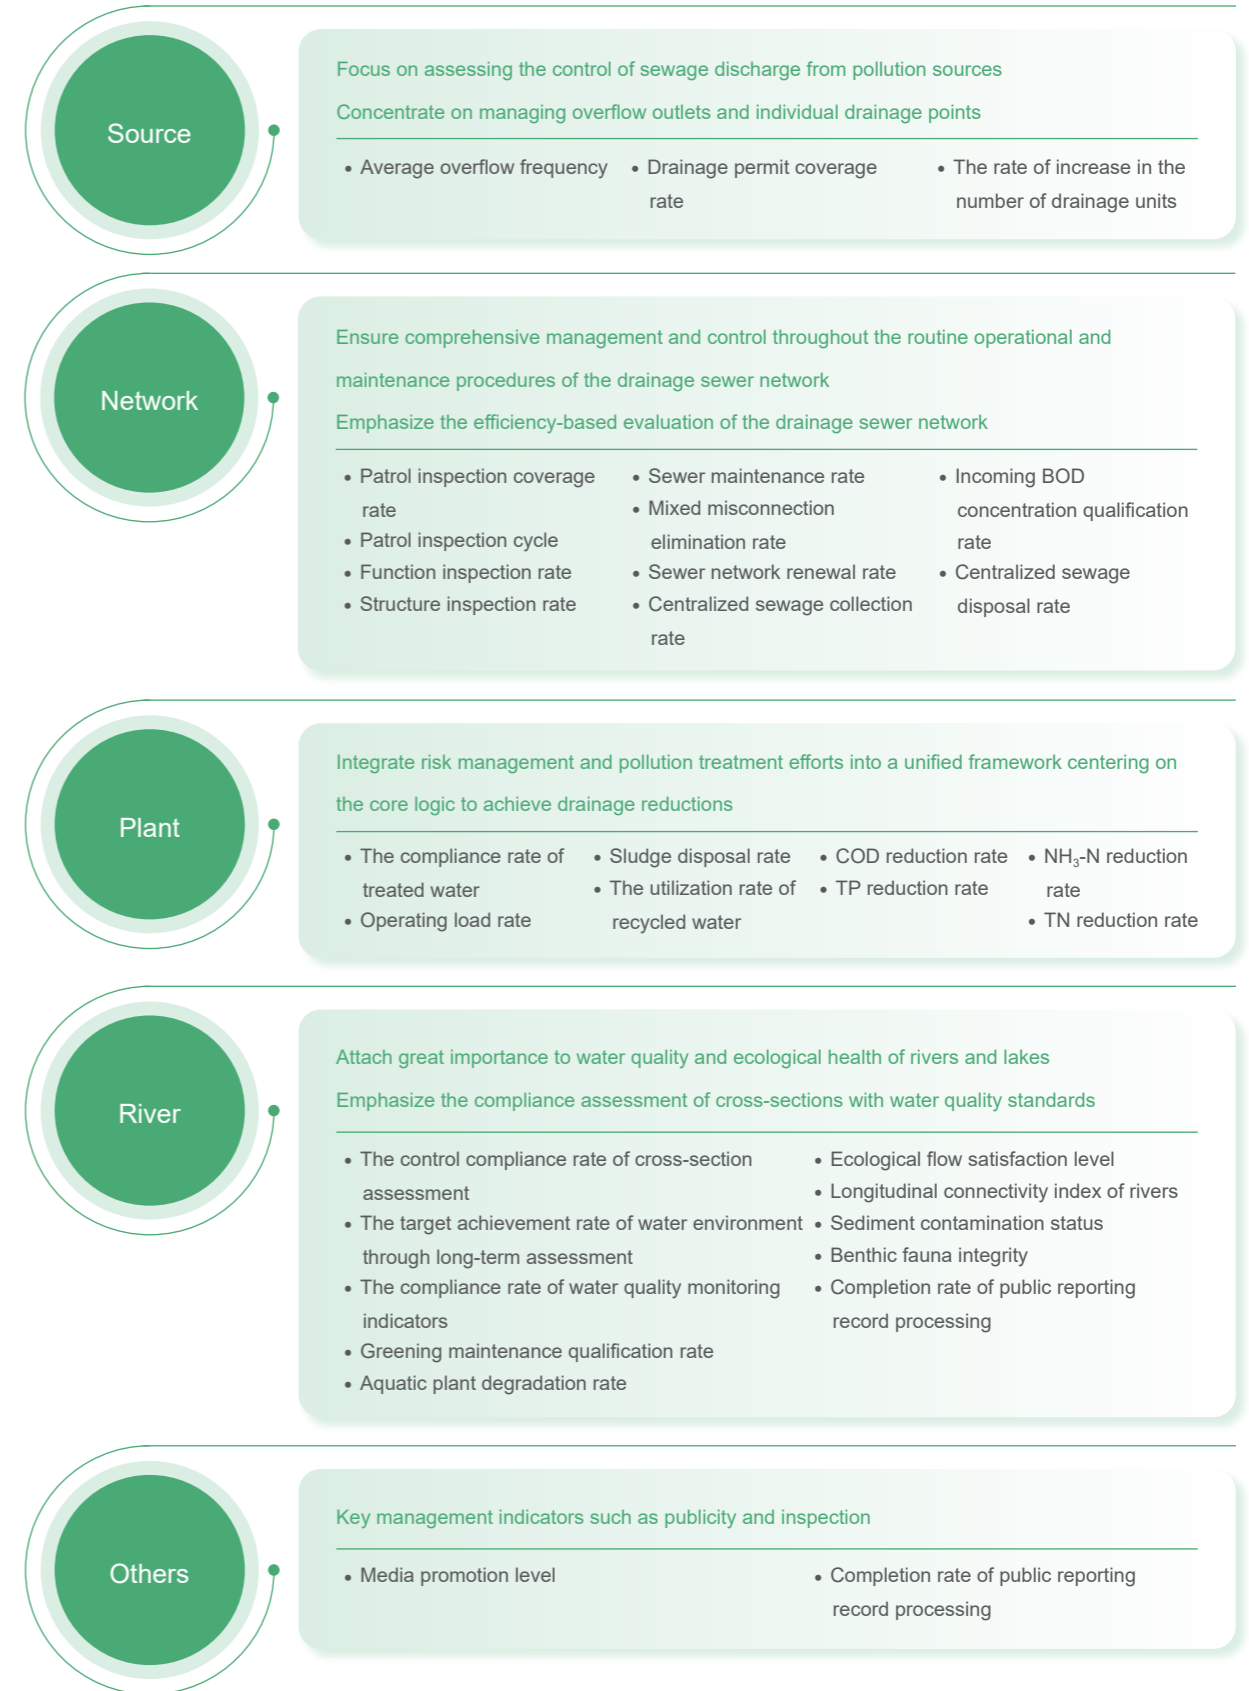 Source
Focus on assessing the control of sewage discharge from pollution sources
Concentrate on managing overflow outlets and individual drainage points
• Average overflow frequency
• Drainage permit coverage
rate
• The rate of increase in the
number of drainage units
Network
Ensure comprehensive management and control throughout the routine operational and
maintenance procedures of the drainage sewer network
Emphasize the efficiency-based evaluation of the drainage sewer network
• Patrol inspection coverage
rate
• Patrol inspection cycle
• Function inspection rate
• Structure inspection rate
• Sewer maintenance rate
• Mixed misconnection
elimination rate
• Sewer network renewal rate
• Centralized sewage collection
rate
• Incoming BOD
concentration qualification
rate
• Centralized sewage
disposal rate
Plant
Integrate risk management and pollution treatment efforts into a unified framework centering on
the core logic to achieve drainage reductions
• The compliance rate of
treated water
• Operating load rate
• Sludge disposal rate
• The utilization rate of
recycled water
• COD reduction rate
• TP reduction rate
• NH₃-N reduction
rate
• TN reduction rate
River
Attach great importance to water quality and ecological health of rivers and lakes
Emphasize the compliance assessment of cross-sections with water quality standards
• The control compliance rate of cross-section
assessment
• The target achievement rate of water environment
through long-term assessment
• The compliance rate of water quality monitoring
indicators
• Greening maintenance qualification rate
• Aquatic plant degradation rate
• Ecological flow satisfaction level
• Longitudinal connectivity index of rivers
• Sediment contamination status
• Benthic fauna integrity
• Completion rate of public reporting
record processing
Others
Key management indicators such as publicity and inspection
• Media promotion level
• Completion rate of public reporting
record processing